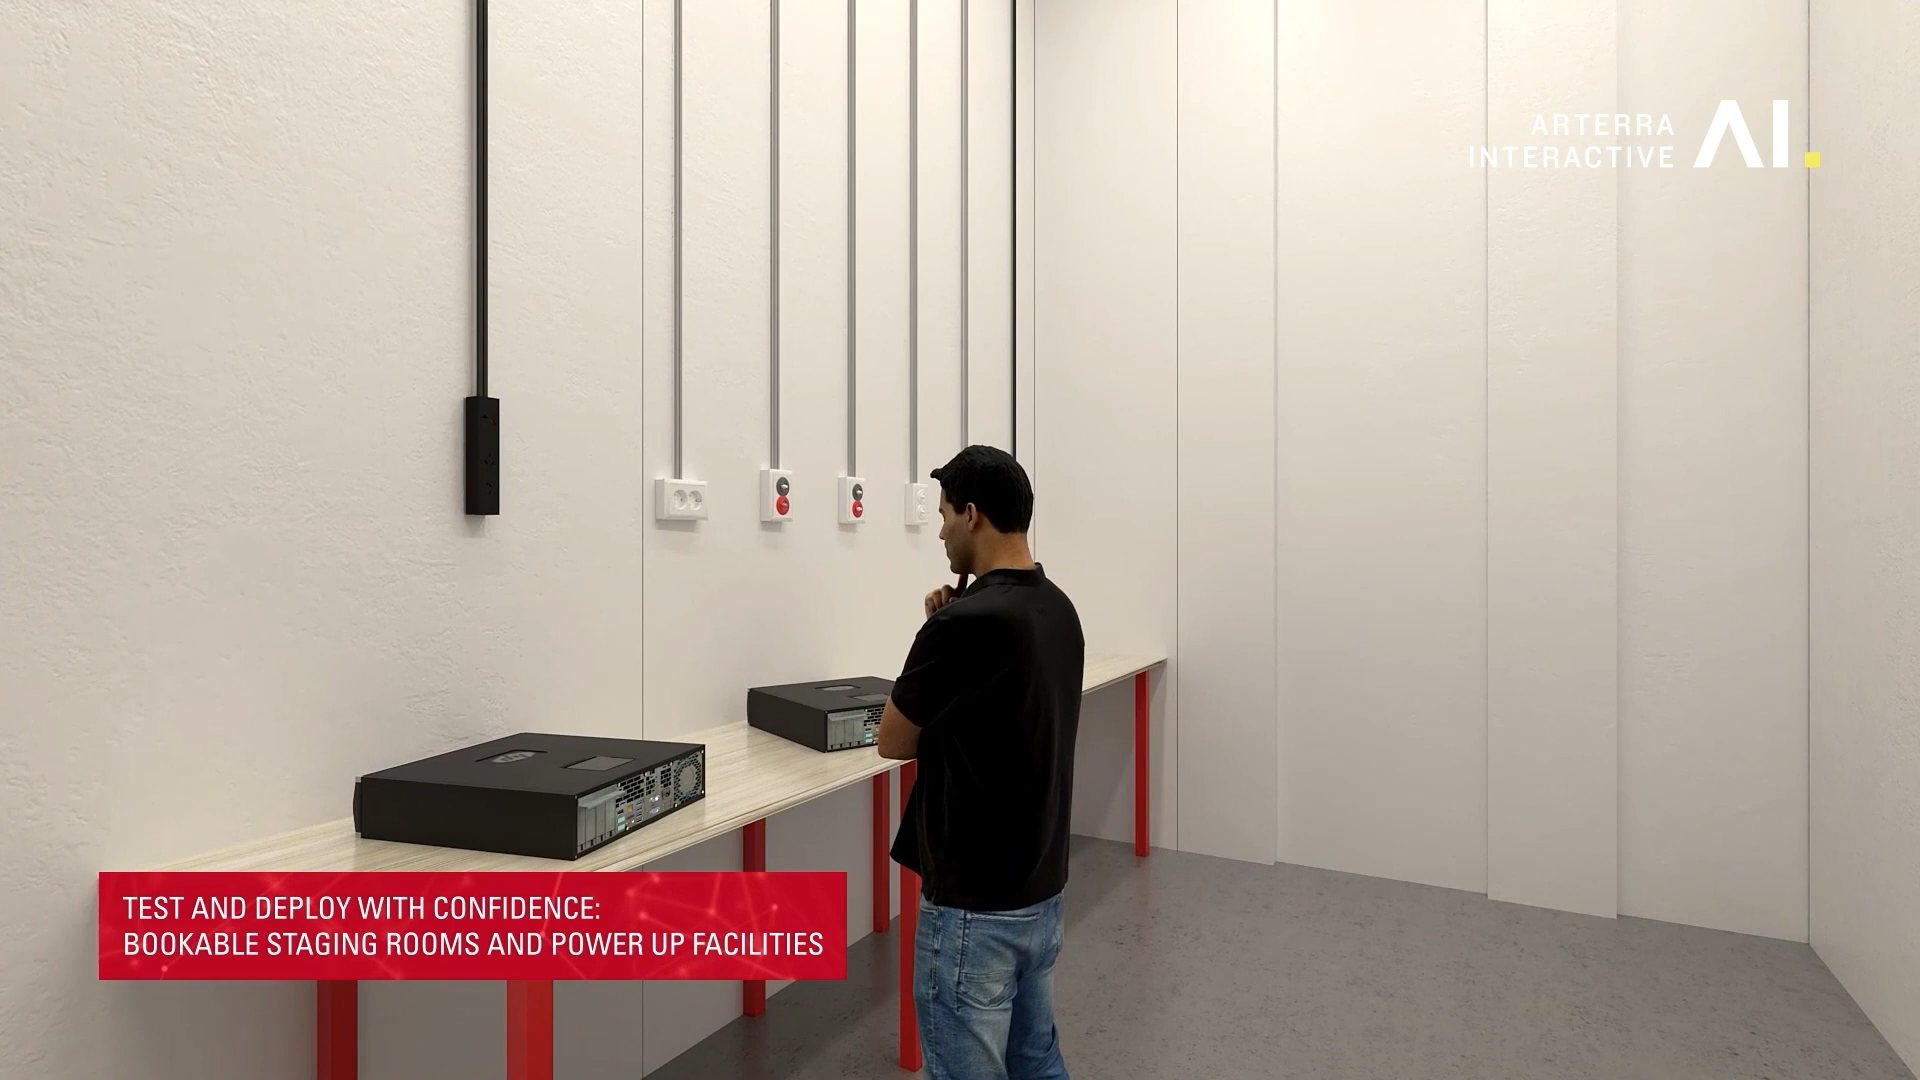 ARTERRA
INTERACTIVE AI.
TEST AND DEPLOY WITH CONFIDENCE:
BOOKABLE STAGING ROOMS AND POWER UP FACILITIES